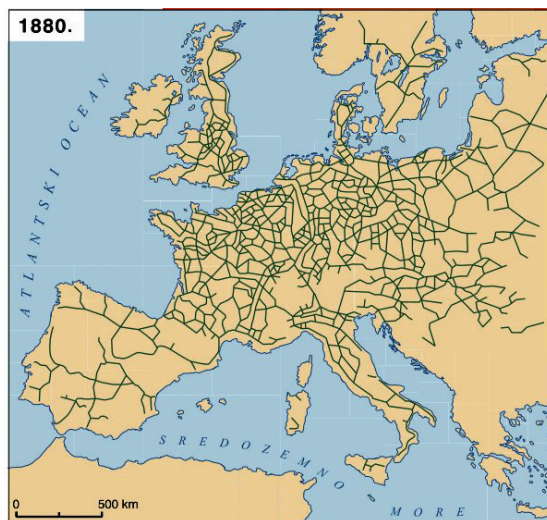 1880.
ATLANTSKI OCEAN
SREDOZEMNO
MORE
0 500 km